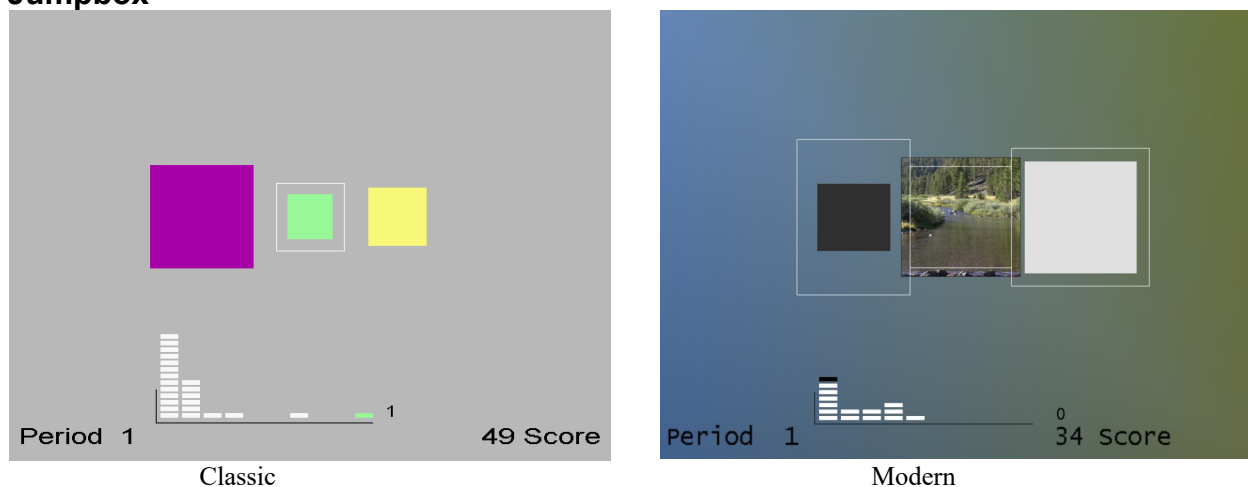 Jumpbox
1
Period 1
49 Score
Classic
0
Period 1
34 Score
Modern